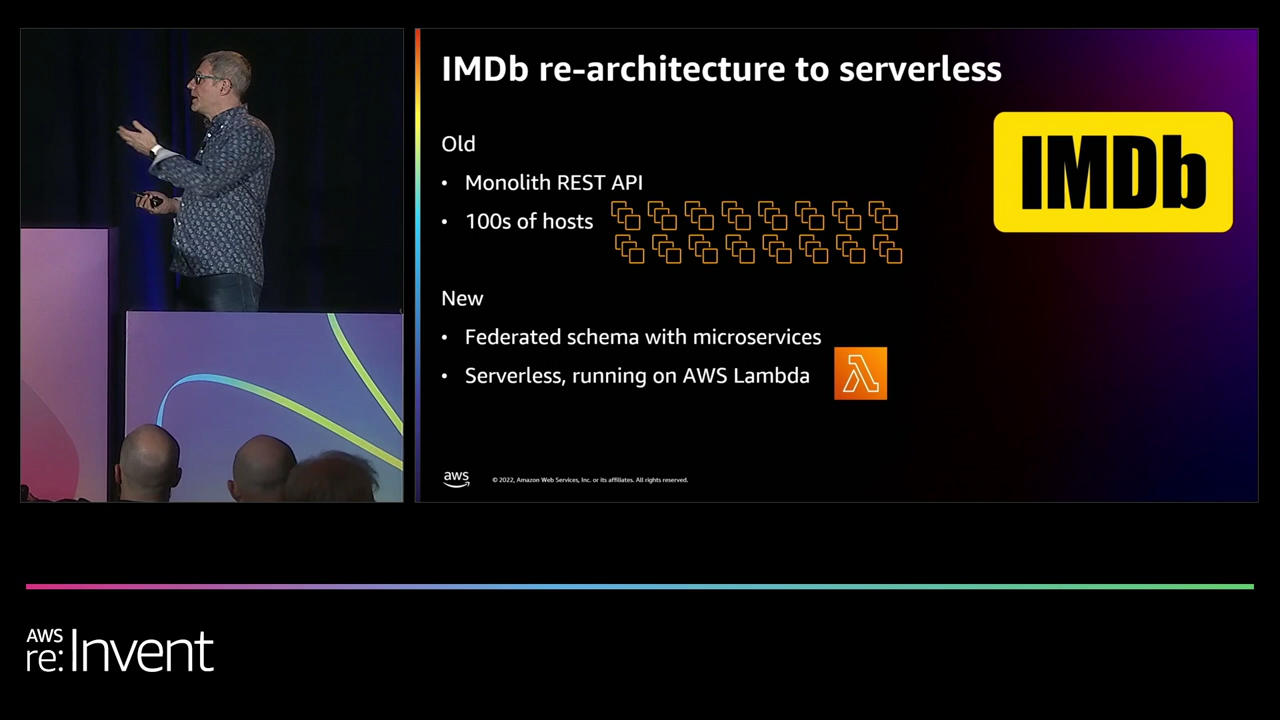 IMDb re-architecture to serverless
IMDb
Old
• Monolith REST API
• 100s of hosts
New
• Federated schema with microservices
• Serverless, running on AWS Lambda
aws
© 2022, Amazon Web Services, Inc. or its affiliates. All rights reserved.
AWS
re:Invent